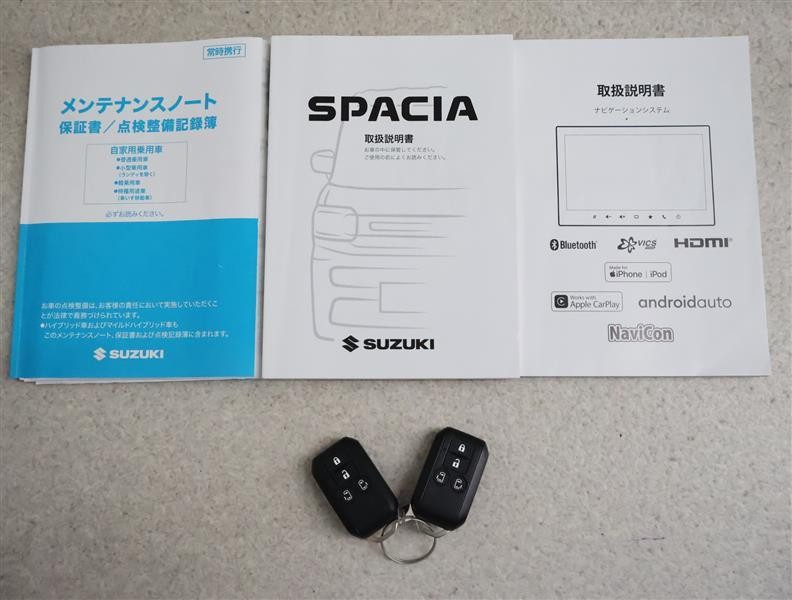 常時携行
メンテナンスノート
保証書／点検整備記録簿
自家用乗用車
●普通乗用車
●小型乗用車
（ランディを除く）
●軽乗用車
●特種用途車
（車いす移動車）
必ずお読みください。
お車の点検整備は、お客様の責任において実施していただくこ
とが法律で義務づけられています。
●ハイブリッド車およびマイルドハイブリッド車も
このメンテナンスノート、保証書および点検記録簿に含まれます。
SUZUKI
SPACIA
取扱説明書
お車の中に保管してください。
ご使用の前によくお読みください。
SUZUKI
取扱説明書
ナビゲーションシステム
Bluetooth®
VICS
HDMI®
Made for
iPhone | iPod
Works with
Apple CarPlay
androidauto
NaviCon